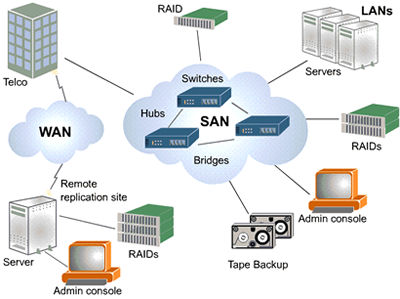 RAID
LANs
Telco
Switches
Servers
Hubs
SAN
WAN
Bridges
RAIDs
Remote
replication site
Admin console
Server
RAIDs
Tape Backup
Admin console